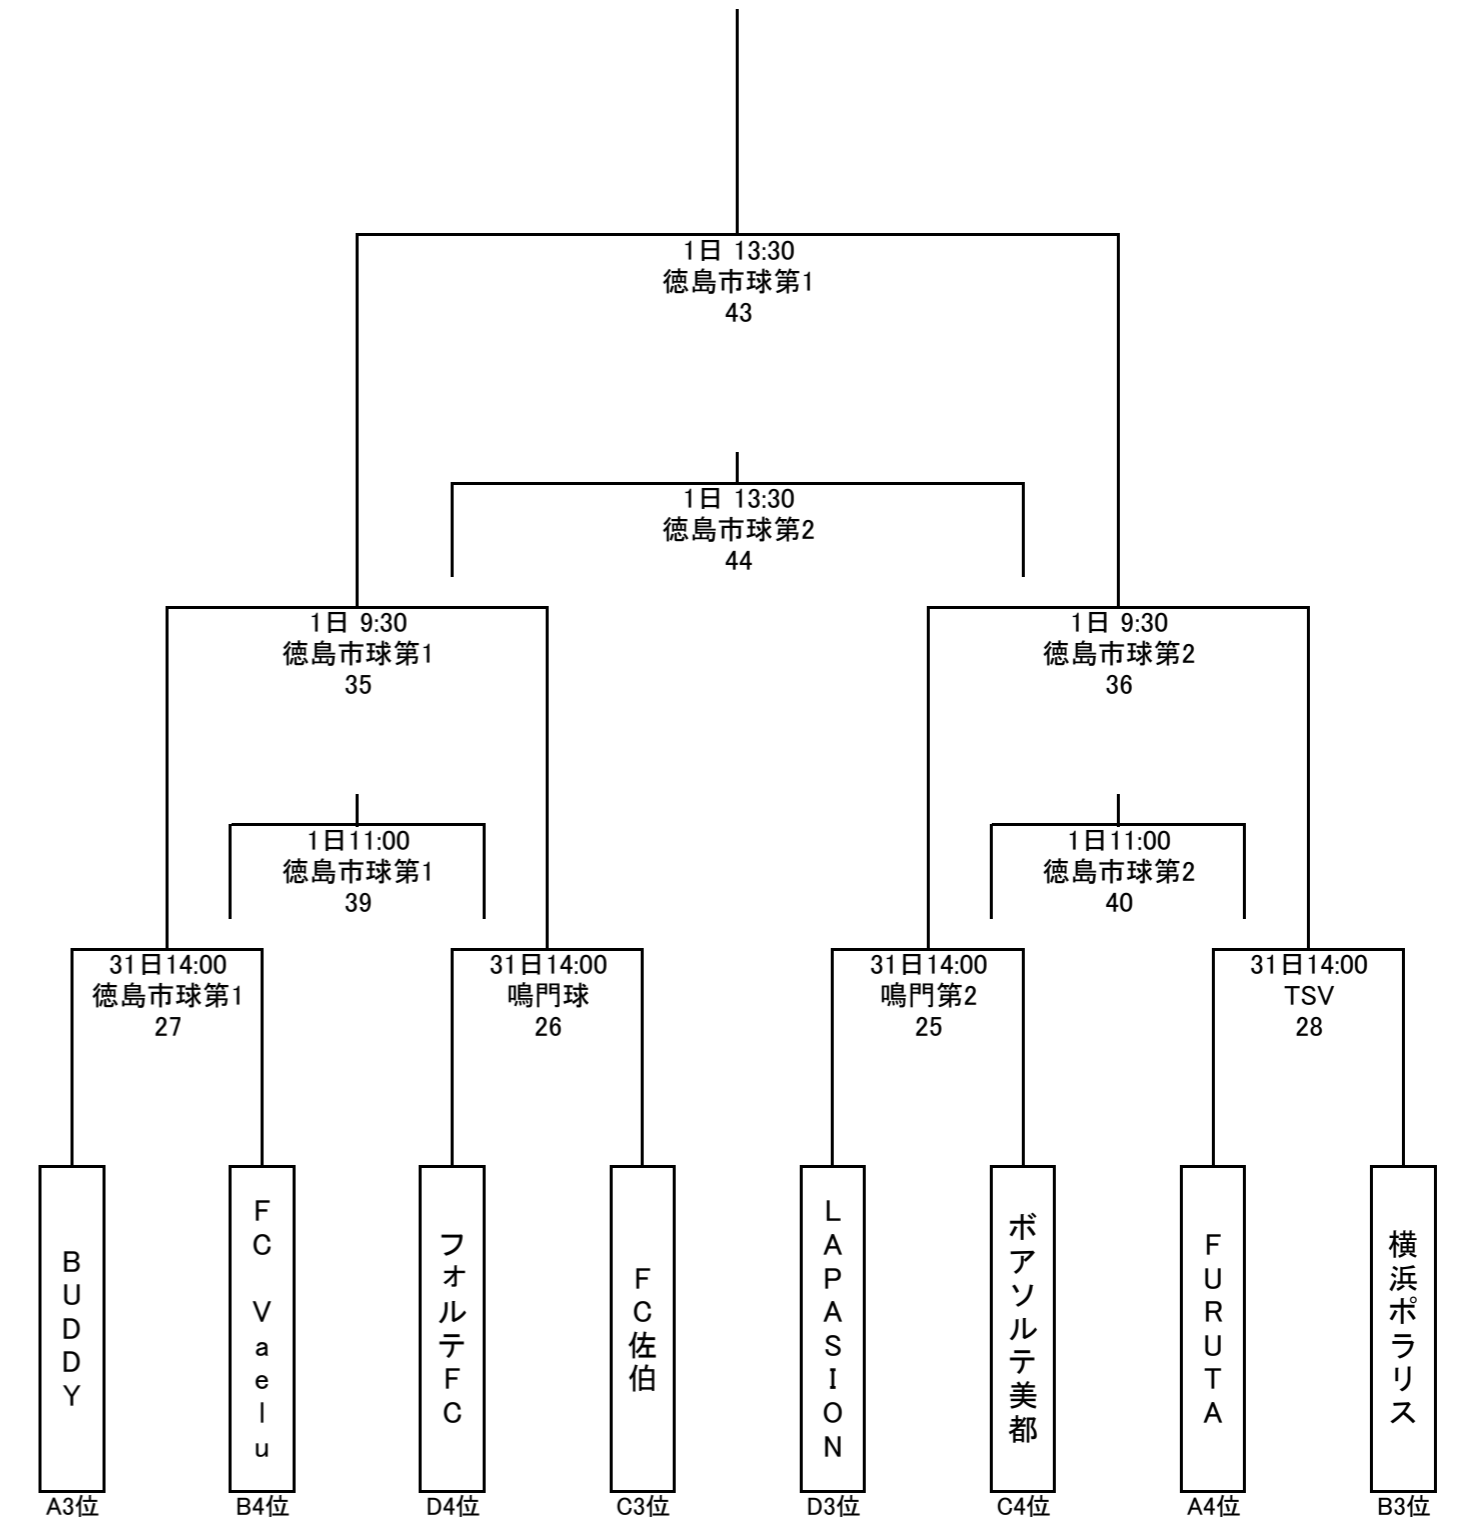 1日 13:30
徳島市球第1
43
1日 13:30
徳島市球第2
44
1日 9:30
徳島市球第1
35
1日 9:30
徳島市球第2
36
1日11:00
徳島市球第1
39
1日11:00
徳島市球第2
40
31日14:00
徳島市球第1
27
31日14:00
鳴門球
26
31日14:00
鳴門第2
25
31日14:00
TSV
28
BUDDY
FC Vaelu
フォルテFC
FC佐伯
LAPASION
ボアソルテ美都
FURUTA
横浜ポラリス
A3位
B4位
D4位
C3位
D3位
C4位
A4位
B3位